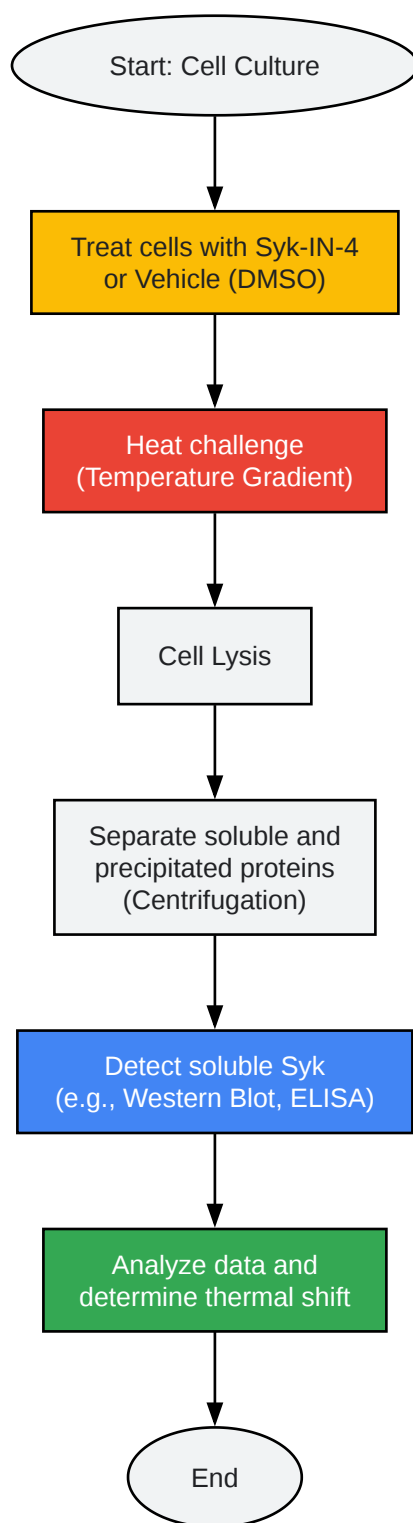 Start: Cell Culture
Treat cells with Syk-IN-4
or Vehicle (DMSO)
Heat challenge
(Temperature Gradient)
Cell Lysis
Separate soluble and
precipitated proteins
(Centrifugation)
Detect soluble Syk
(e.g., Western Blot, ELISA)
Analyze data and
determine thermal shift
End